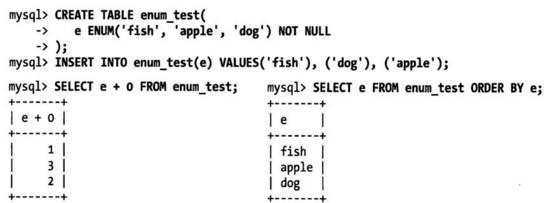 mysql> CREATE TABLE enum_test(
    ->    e ENUM('fish', 'apple', 'dog') NOT NULL
    -> );
mysql> INSERT INTO enum_test(e) VALUES('fish'), ('dog'), ('apple');
mysql> SELECT e + 0 FROM enum_test;
+-------+
| e + 0 |
+-------+
|     1 |
|     3 |
|     2 |
+-------+
mysql> SELECT e FROM enum_test ORDER BY e;
+-------+
| e     |
+-------+
| fish  |
| apple |
| dog   |
+-------+